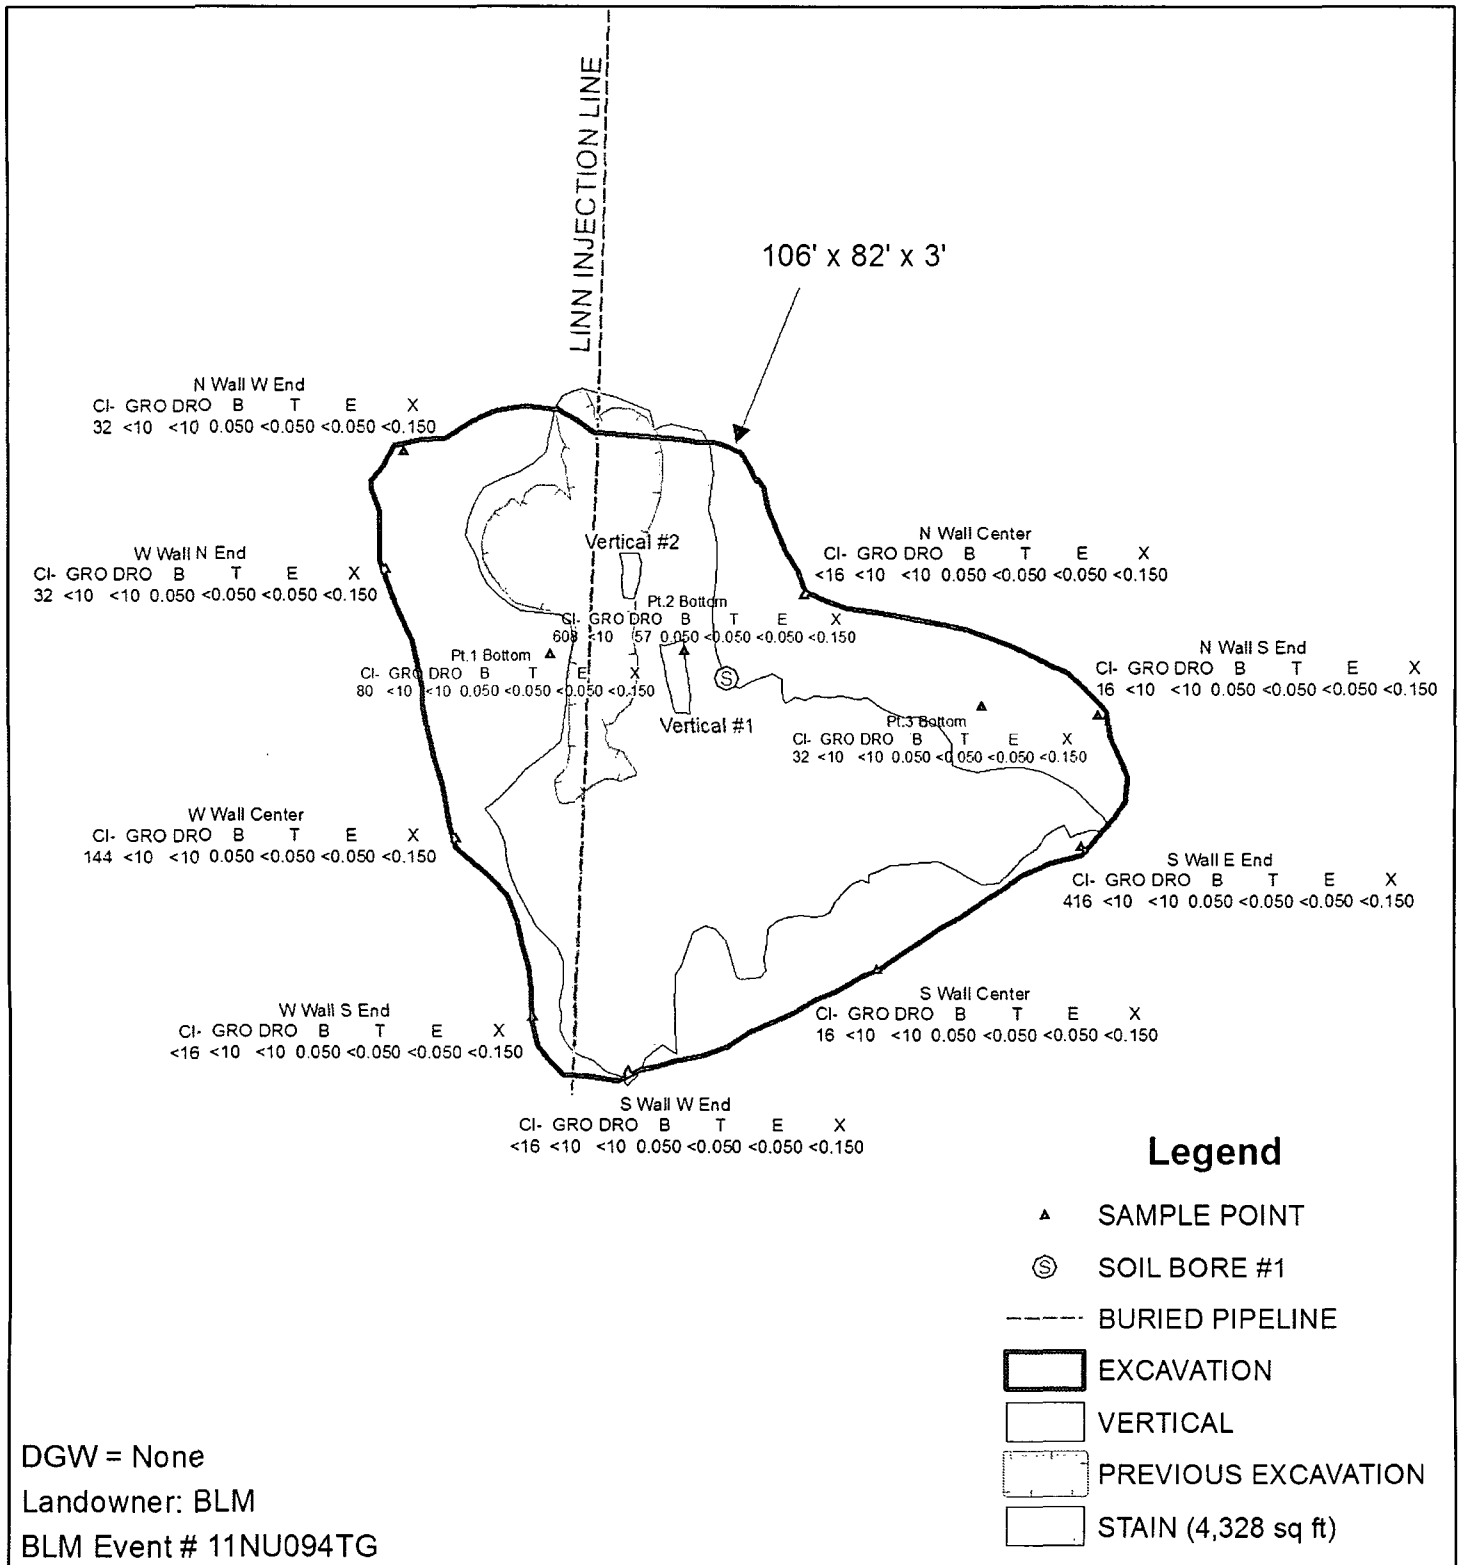 LINN INJECTION LINE
106' x 82' x 3'
N Wall W End
Cl- GRO DRO B T E X
32 <10 <10 0.050 <0.050 <0.050 <0.150
W Wall N End
Cl- GRO DRO B T E X
32 <10 <10 0.050 <0.050 <0.050 <0.150
N Wall Center
Cl- GRO DRO B T E X
<16 <10 <10 0.050 <0.050 <0.050 <0.150
Vertical #2
Pt.2 Bottom
Cl- GRO DRO B T E X
608 <10 57 0.050 <0.050 <0.050 <0.150
Pt.1 Bottom
Cl- GRO DRO B T E X
80 <10 <10 0.050 <0.050 <0.050 <0.150
Vertical #1
N Wall S End
Cl- GRO DRO B T E X
16 <10 <10 0.050 <0.050 <0.050 <0.150
Pt.3 Bottom
Cl- GRO DRO B T E X
32 <10 <10 0.050 <0.050 <0.050 <0.150
W Wall Center
Cl- GRO DRO B T E X
144 <10 <10 0.050 <0.050 <0.050 <0.150
S Wall E End
Cl- GRO DRO B T E X
416 <10 <10 0.050 <0.050 <0.050 <0.150
S Wall Center
Cl- GRO DRO B T E X
16 <10 <10 0.050 <0.050 <0.050 <0.150
W Wall S End
Cl- GRO DRO B T E X
<16 <10 <10 0.050 <0.050 <0.050 <0.150
S Wall W End
Cl- GRO DRO B T E X
<16 <10 <10 0.050 <0.050 <0.050 <0.150
S
Legend
SAMPLE POINT
S SOIL BORE #1
BURIED PIPELINE
EXCAVATION
VERTICAL
PREVIOUS EXCAVATION
STAIN (4,328 sq ft)
DGW = None
Landowner: BLM
BLM Event # 11NU094TG